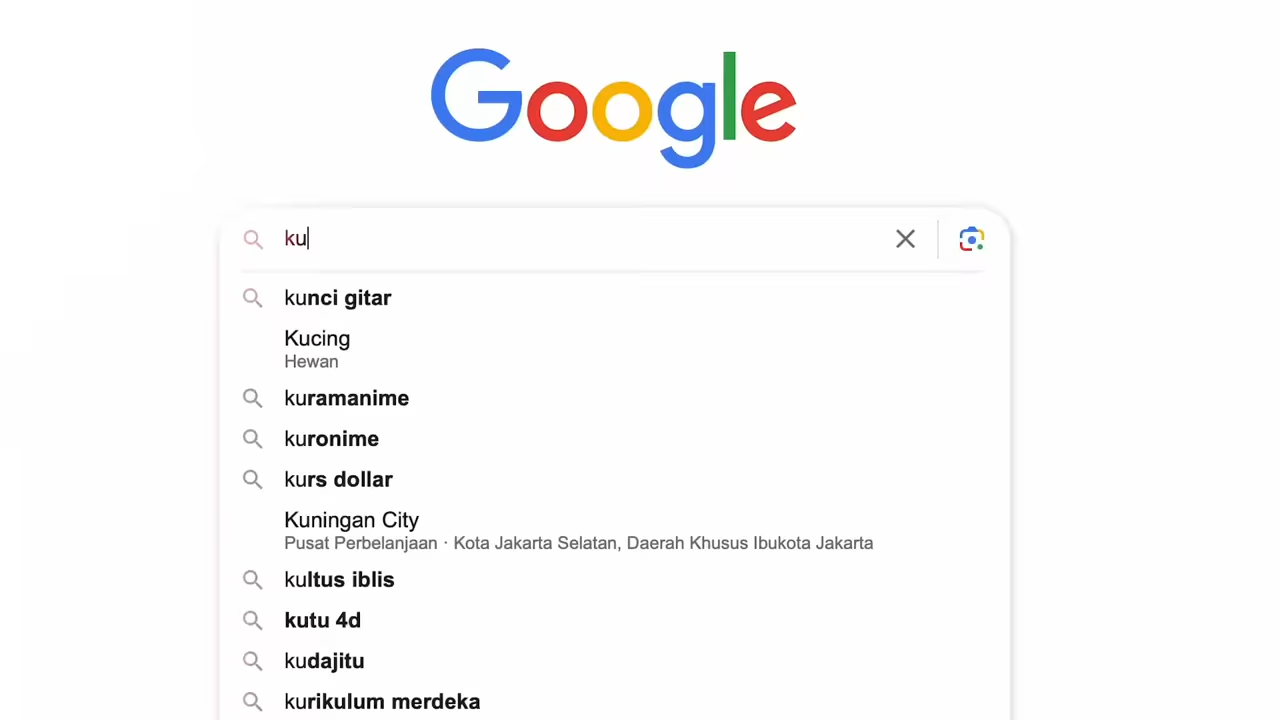 Google
ku
kunci gitar
Kucing
Hewan
kuramanime
kuronime
kurs dollar
Kuningan City
Pusat Perbelanjaan · Kota Jakarta Selatan, Daerah Khusus Ibukota Jakarta
kultus iblis
kutu 4d
kudajitu
kurikulum merdeka